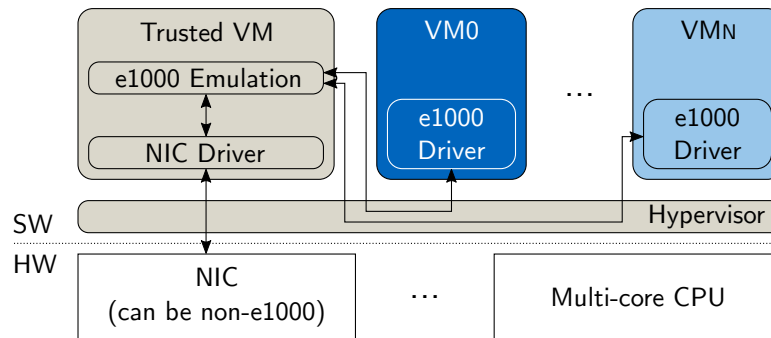 Trusted VM
e1000 Emulation
NIC Driver
VM0
e1000
Driver
...
VMN
e1000
Driver
Hypervisor
SW
HW
NIC
(can be non-e1000)
...
Multi-core CPU